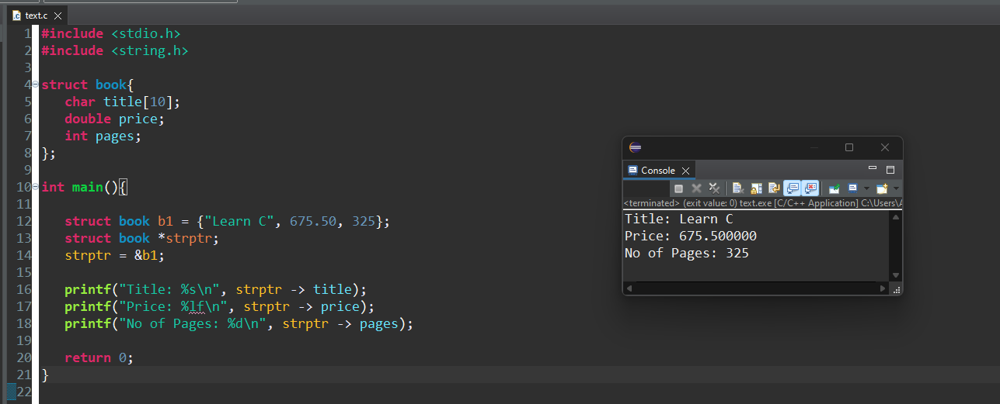 text.c
1 #include <stdio.h>
2 #include <string.h>
3
4 struct book{
5    char title[10];
6    double price;
7    int pages;
8 };
9
10 int main(){
11
12    struct book b1 = {"Learn C", 675.50, 325};
13    struct book *strptr;
14    strptr = &b1;
15
16    printf("Title: %s\n", strptr -> title);
17    printf("Price: %lf\n", strptr -> price);
18    printf("No of Pages: %d\n", strptr -> pages);
19
20    return 0;
21 }
22
Console
<terminated> (exit value: 0) text.exe [C/C++ Application] C:\Users\A
Title: Learn C
Price: 675.500000
No of Pages: 325